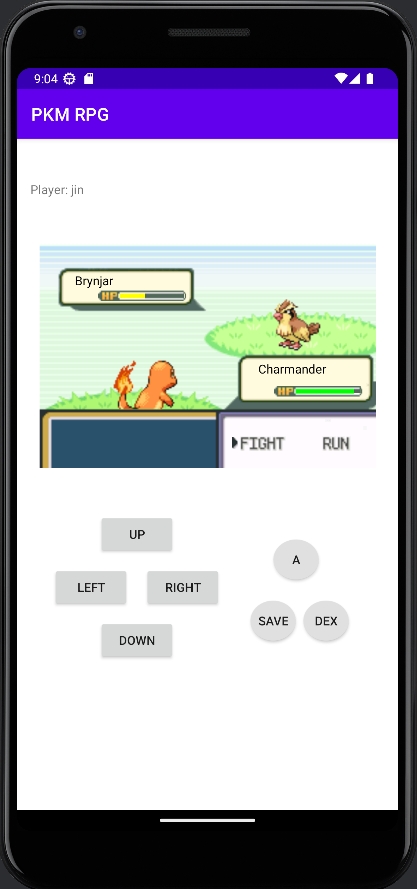 9:04
PKM RPG
Player: jin
Brynjar
HP
Charmander
HP
FIGHT RUN
UP
A
LEFT RIGHT
SAVE DEX
DOWN